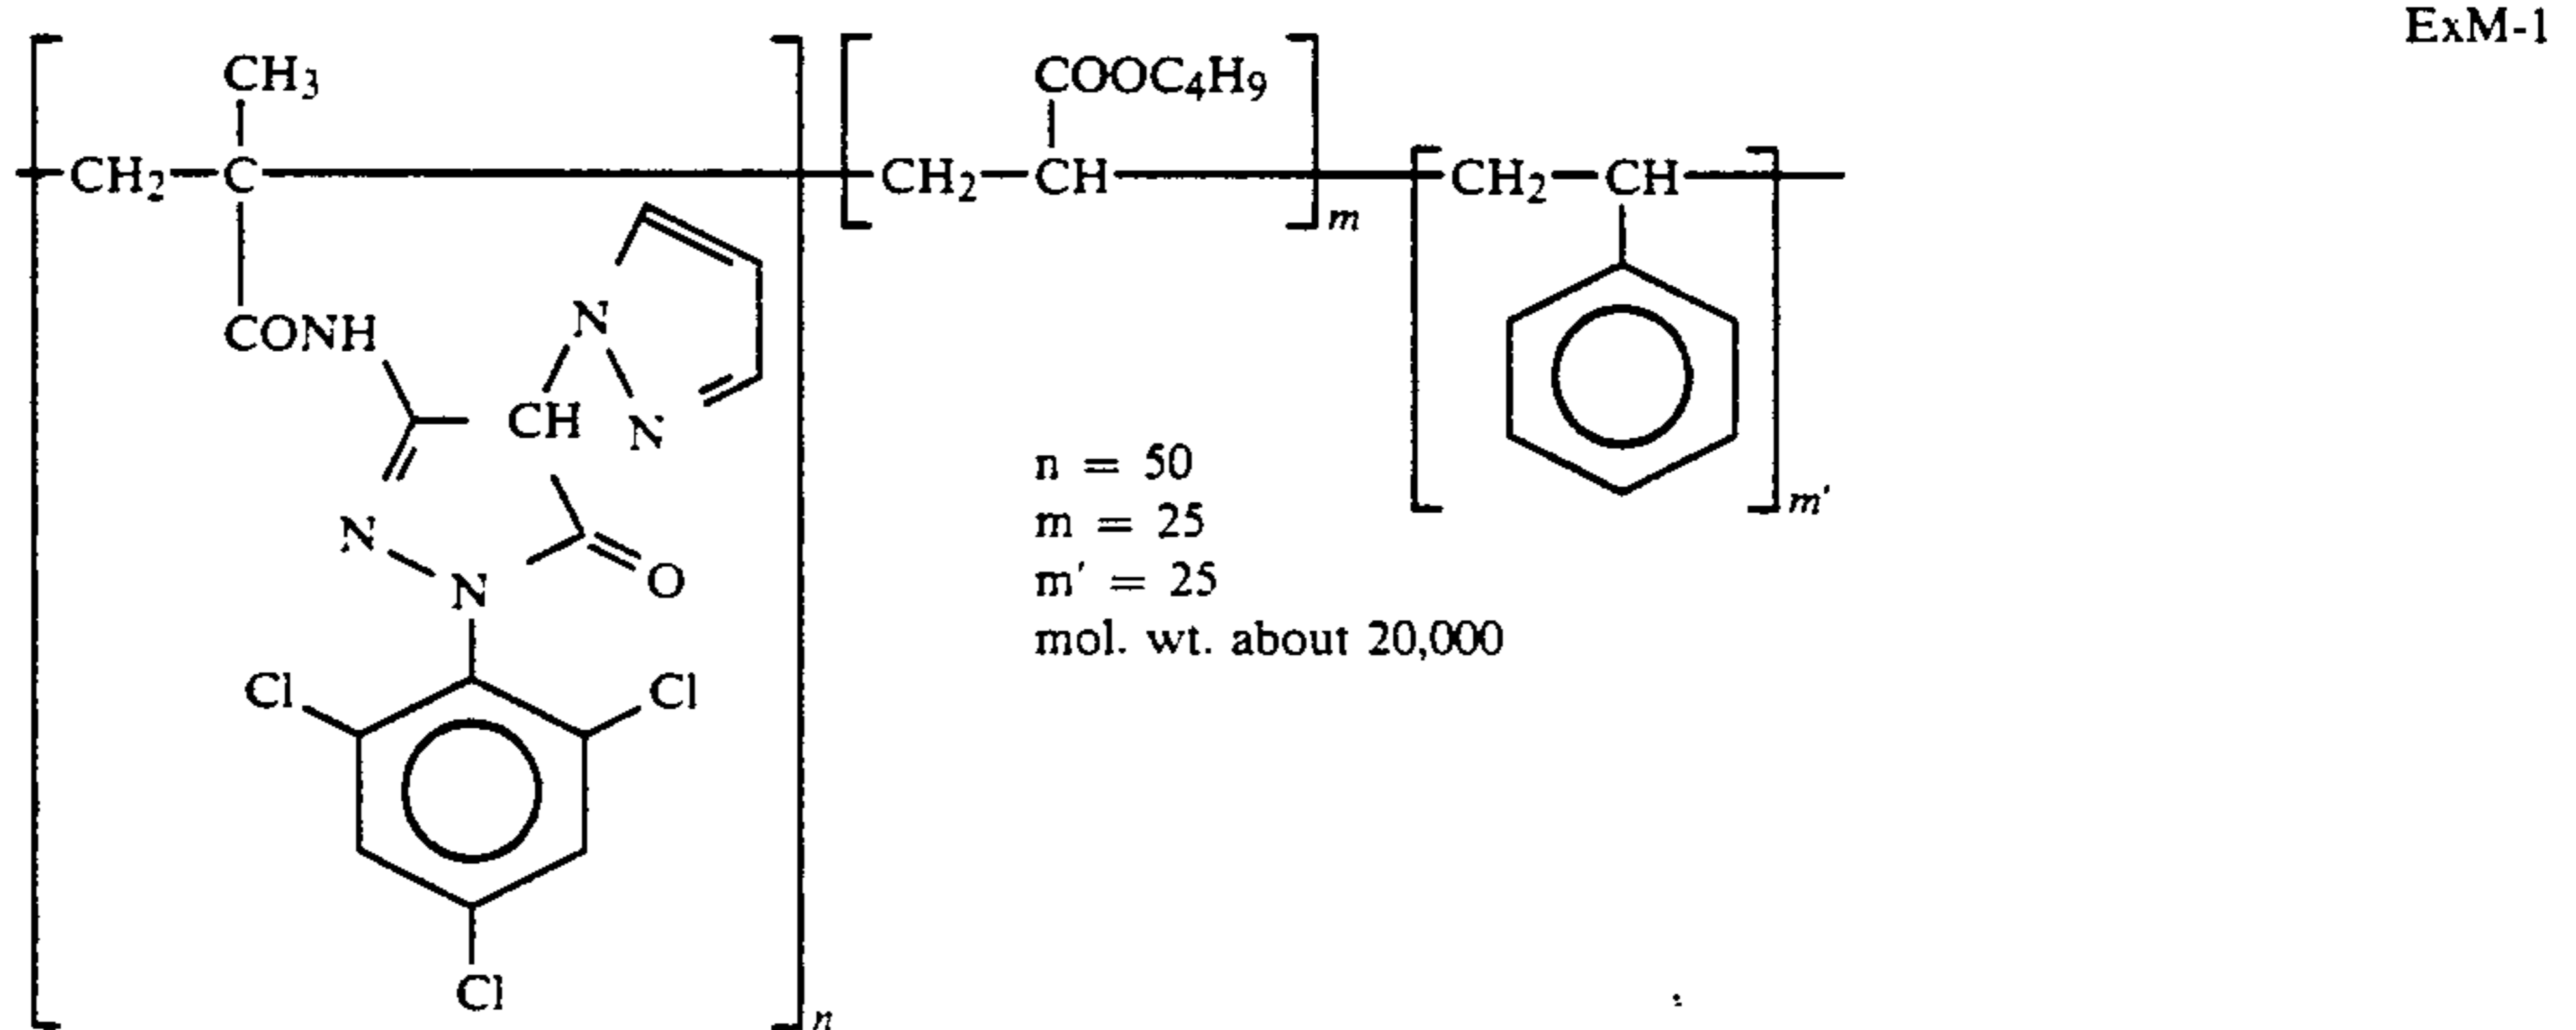 ExM-1
CH3
COOC4H9
CH2 C CH2 CH CH2 CH
m
N
CONH
CH N
n = 50
m'
m = 25
N
m' = 25
N O
mol. wt. about 20,000
Cl Cl
Cl
n